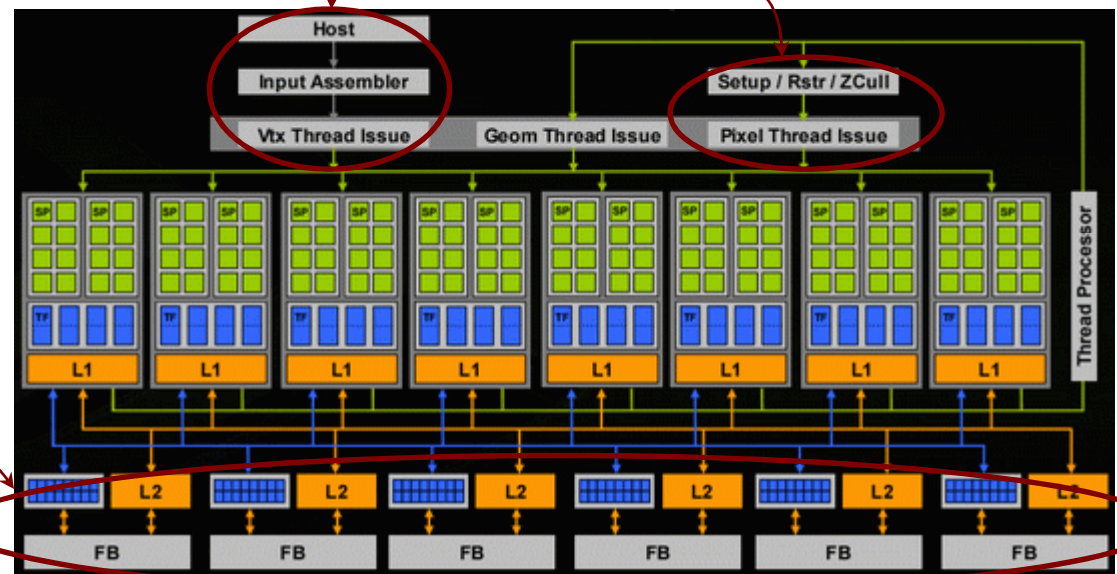 Host
Input Assembler
Setup / Rstr / ZCull
Vtx Thread Issue
Geom Thread Issue
Pixel Thread Issue
SP SP SP SP SP SP SP SP SP SP SP SP SP SP SP SP
Thread Processor
TF TF TF TF TF TF TF TF
L1 L1 L1 L1 L1 L1 L1 L1
L2 L2 L2 L2 L2 L2
FB FB FB FB FB FB